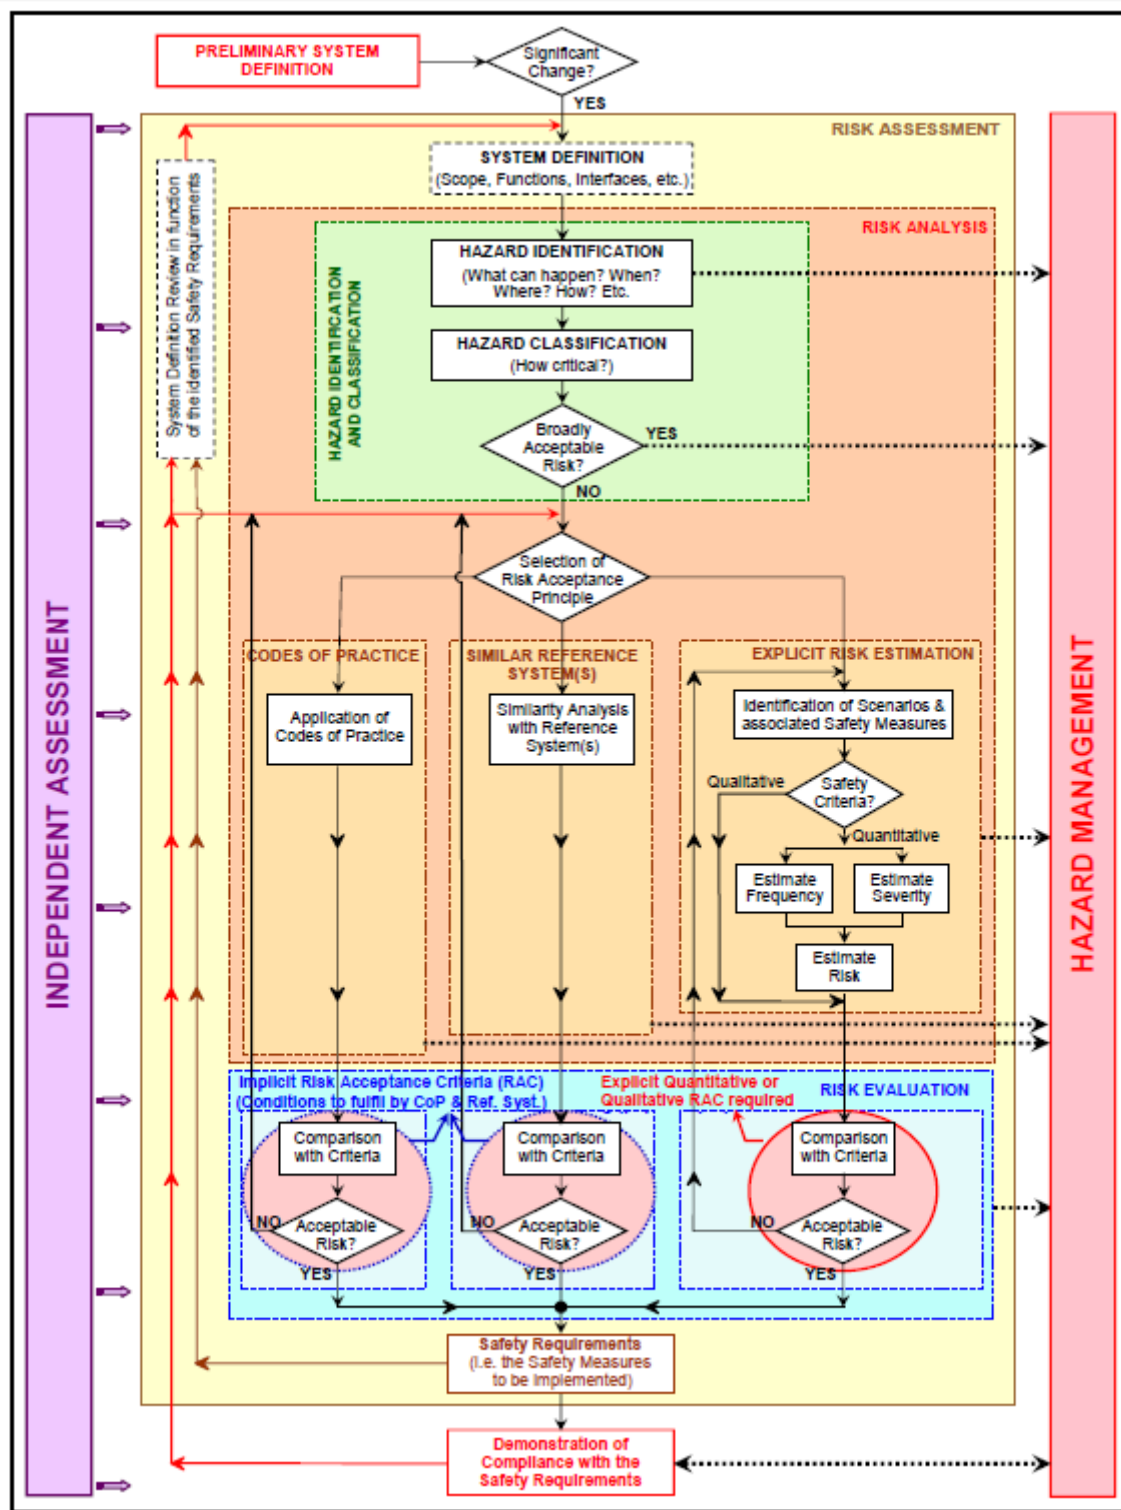 PRELIMINARY SYSTEM
DEFINITION
Significant
Change?
YES
RISK ASSESSMENT
SYSTEM DEFINITION
(Scope, Functions, Interfaces, etc.)
System Definition Review in function
of the identified Safety Requirements
RISK ANALYSIS
HAZARD IDENTIFICATION
AND CLASSIFICATION
HAZARD IDENTIFICATION
(What can happen? When?
Where? How? Etc.
HAZARD CLASSIFICATION
(How critical?)
Broadly
Acceptable
Risk?
YES
NO
Selection of
Risk Acceptance
Principle
INDEPENDENT ASSESSMENT
HAZARD MANAGEMENT
CODES OF PRACTICE
Application of
Codes of Practice
SIMILAR REFERENCE
SYSTEM(S)
Similarity Analysis
with Reference
System(s)
EXPLICIT RISK ESTIMATION
Identification of Scenarios &
associated Safety Measures
Qualitative
Safety
Criteria?
Quantitative
Estimate
Frequency
Estimate
Severity
Estimate
Risk
Implicit Risk Acceptance Criteria (RAC)
(Conditions to fulfil by CoP & Ref. Syst.)
Explicit Quantitative or
Qualitative RAC required
RISK EVALUATION
Comparison
with Criteria
Comparison
with Criteria
Comparison
with Criteria
NO
Acceptable
Risk?
YES
NO
Acceptable
Risk?
YES
NO
Acceptable
Risk?
YES
Safety Requirements
(i.e. the Safety Measures
to be implemented)
Demonstration of
Compliance with the
Safety Requirements